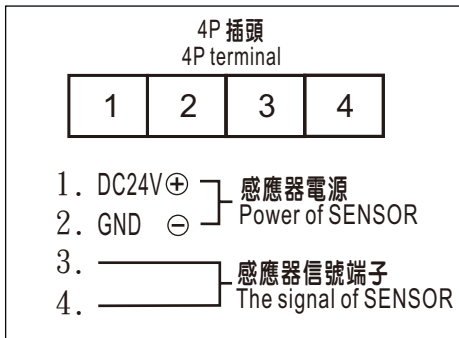 4P 插頭
4P terminal
1 2 3 4
1. DC24V⊕
感應器電源
2. GND ⊖
Power of SENSOR
3.
感應器信號端子
4.
The signal of SENSOR